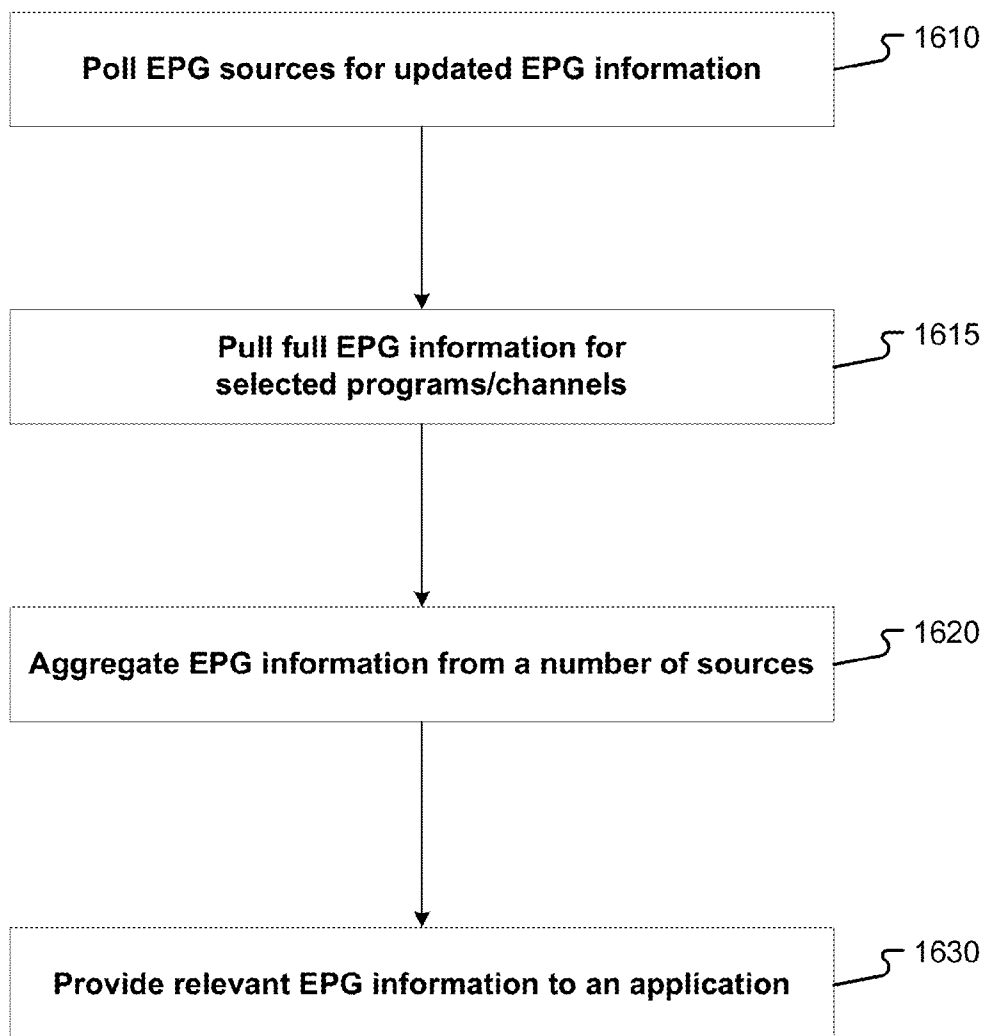 Poll EPG sources for updated EPG information
1610
Pull full EPG information for
selected programs/channels
1615
Aggregate EPG information from a number of sources
1620
Provide relevant EPG information to an application
1630